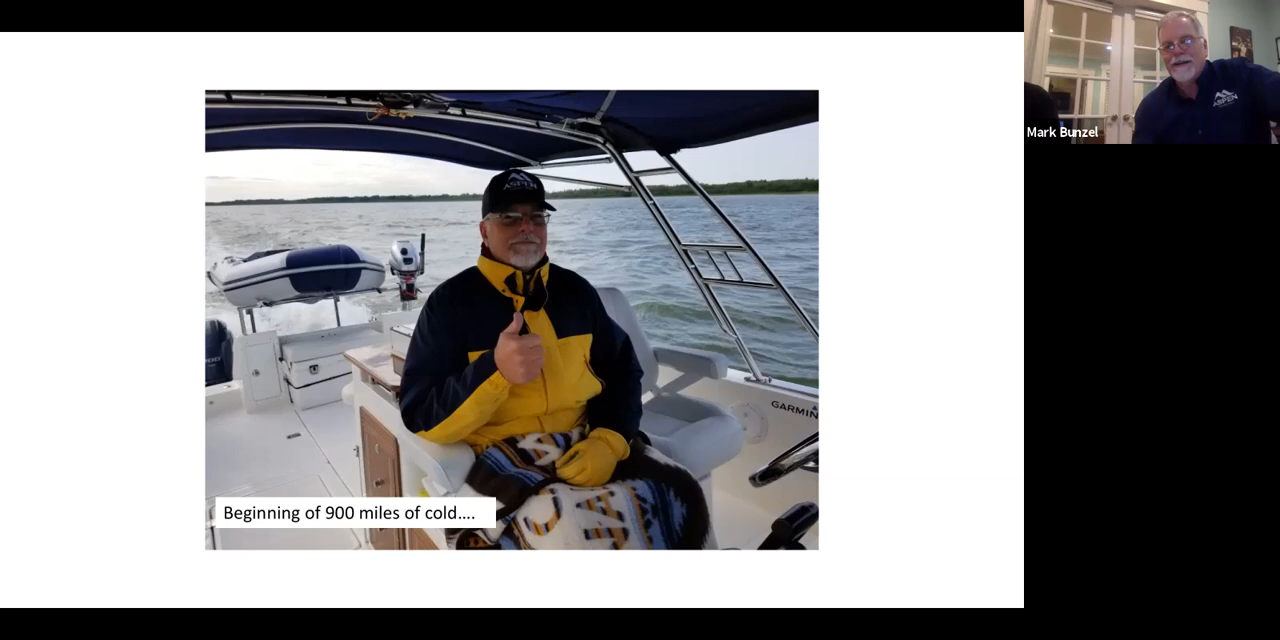 Beginning of 900 miles of cold....
ASPEN
GARMIN
Mark Bunzel
ASPEN